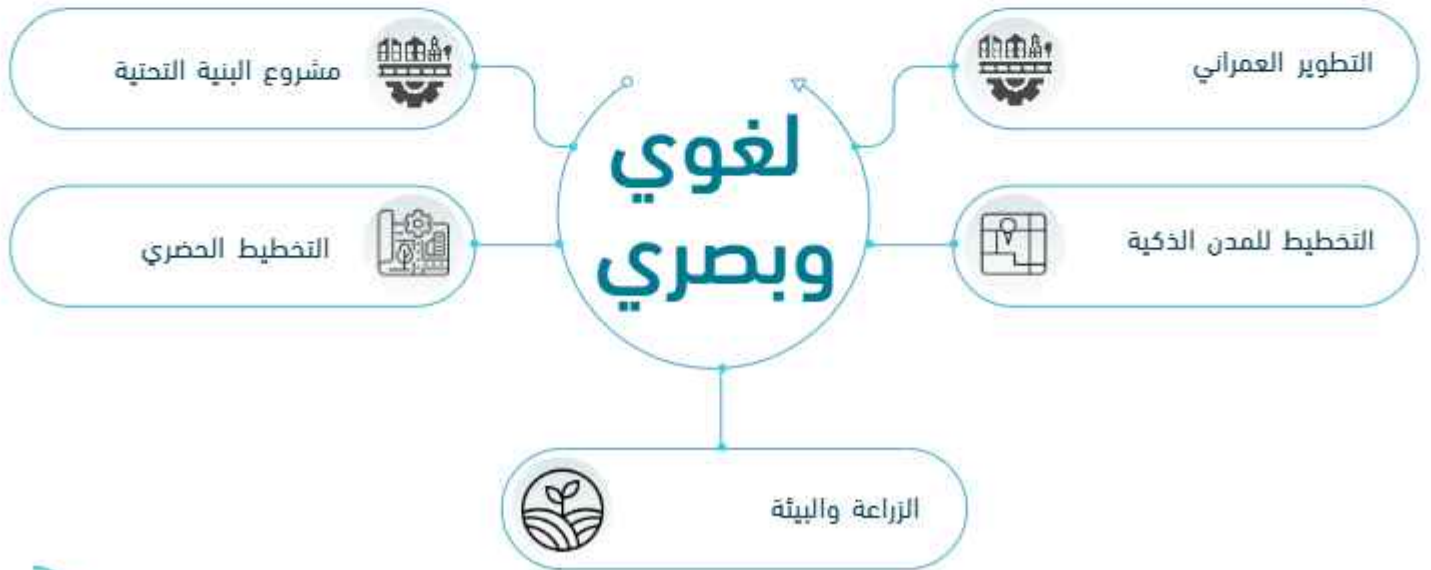 التطوير العمراني
مشروع البنية التحتية
لغوي
وبصري
التخطيط للمدن الذكية
التخطيط الحضري
الزراعة والبيئة